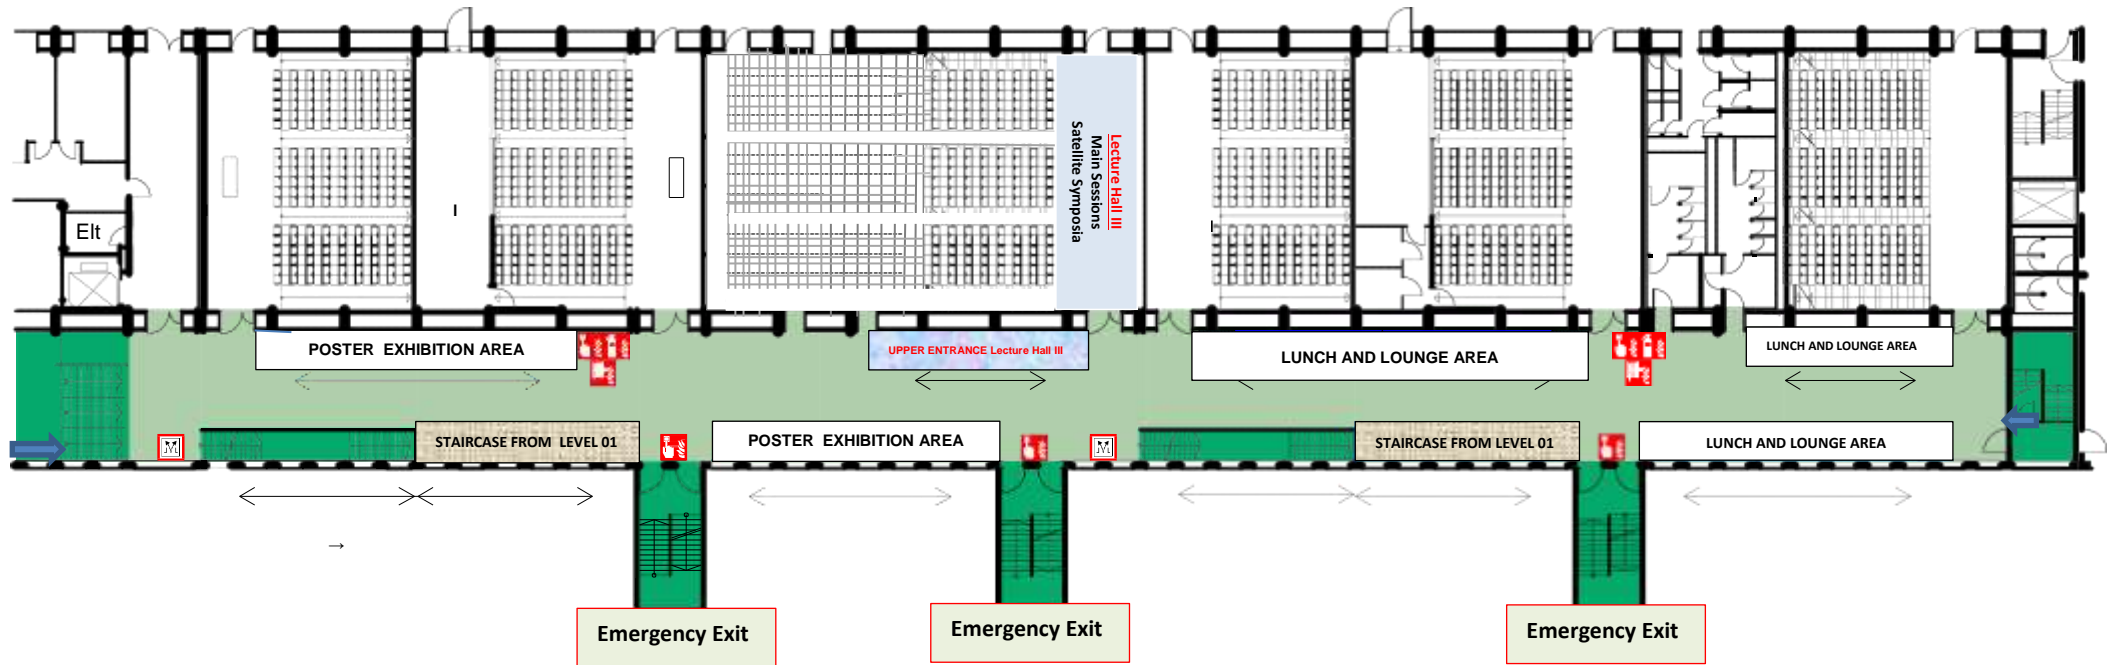 Lecture Hall III
Main Sessions
Satellite Symposia
Elt
POSTER EXHIBITION AREA
UPPER ENTRANCE Lecture Hall III
LUNCH AND LOUNGE AREA
LUNCH AND LOUNGE AREA
STAIRCASE FROM LEVEL 01
POSTER EXHIBITION AREA
STAIRCASE FROM LEVEL 01
LUNCH AND LOUNGE AREA
Emergency Exit
Emergency Exit
Emergency Exit